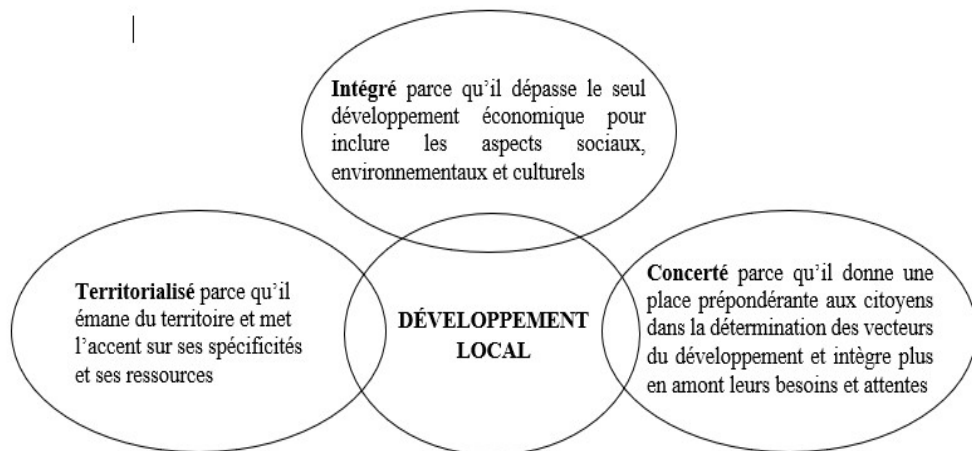 Intégré parce qu’il dépasse le seul
développement économique pour
inclure les aspects sociaux,
environnementaux et culturels
Territorialisé parce qu’il
émane du territoire et met
l’accent sur ses spécificités
et ses ressources
DÉVELOPPEMENT
LOCAL
Concerté parce qu’il donne une
place prépondérante aux citoyens
dans la détermination des vecteurs
du développement et intègre plus
en amont leurs besoins et attentes